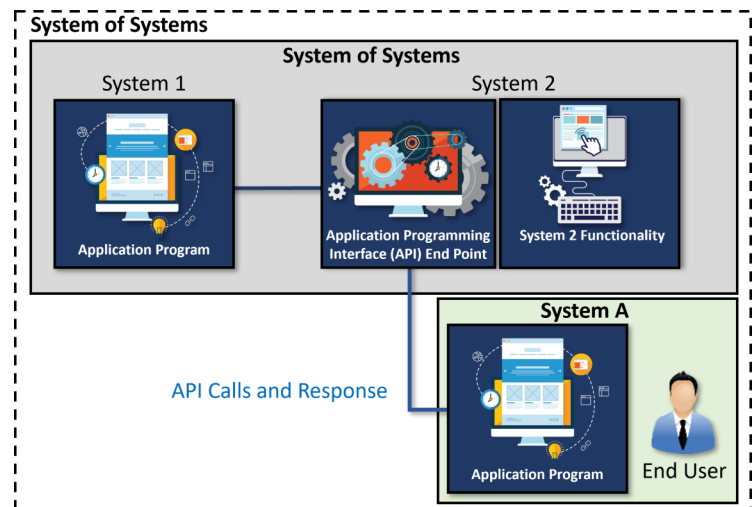 System of Systems
System of Systems
System 1
System 2
Application Program
Application Programming
Interface (API) End Point
System 2 Functionality
API Calls and Response
System A
Application Program
End User